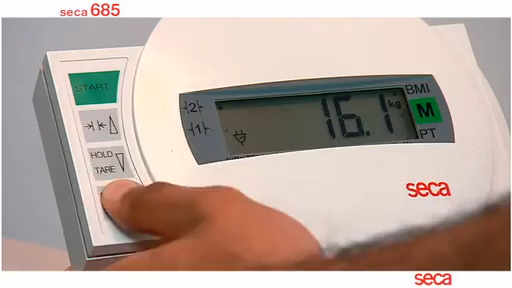 seca 685
START
HOLD
TARE
2
1
16.1 kg
BMI
M
PT
seca
seca